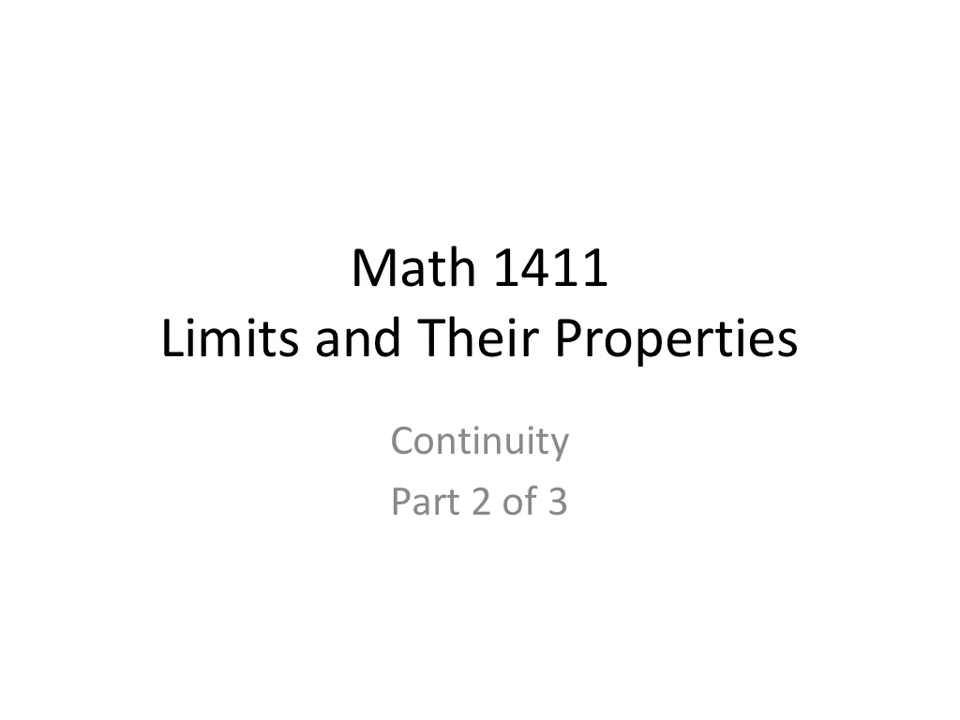 Math 1411
Limits and Their Properties
Continuity
Part 2 of 3